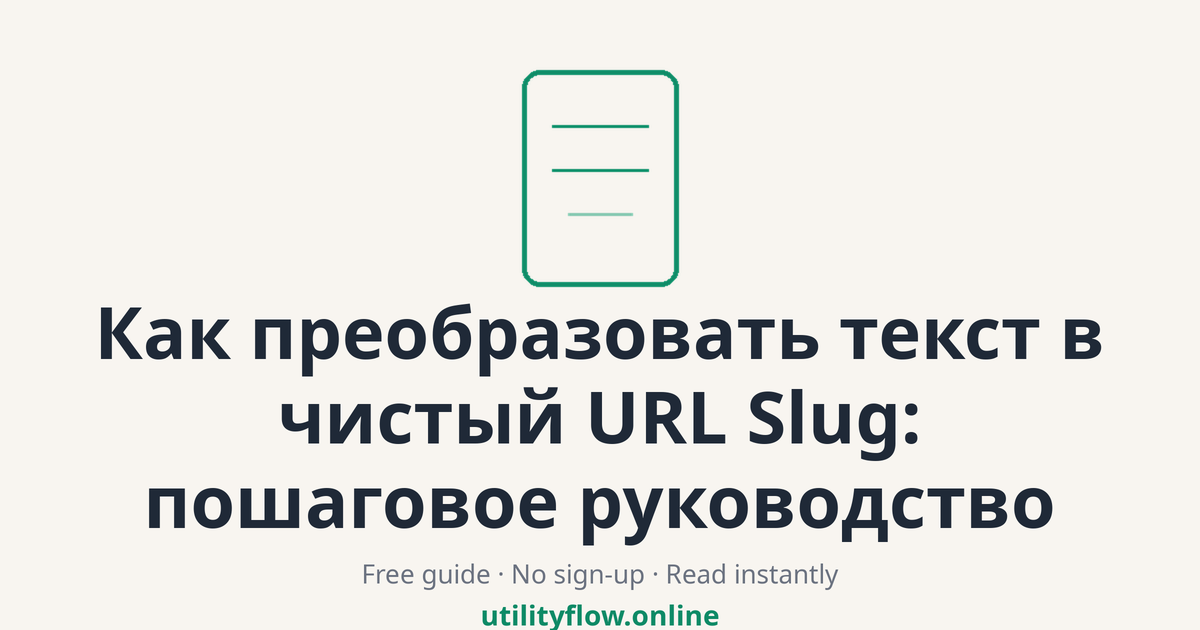 Как преобразовать текст в
чистый URL Slug:
пошаговое руководство
Free guide · No sign-up · Read instantly
utilityflow.online